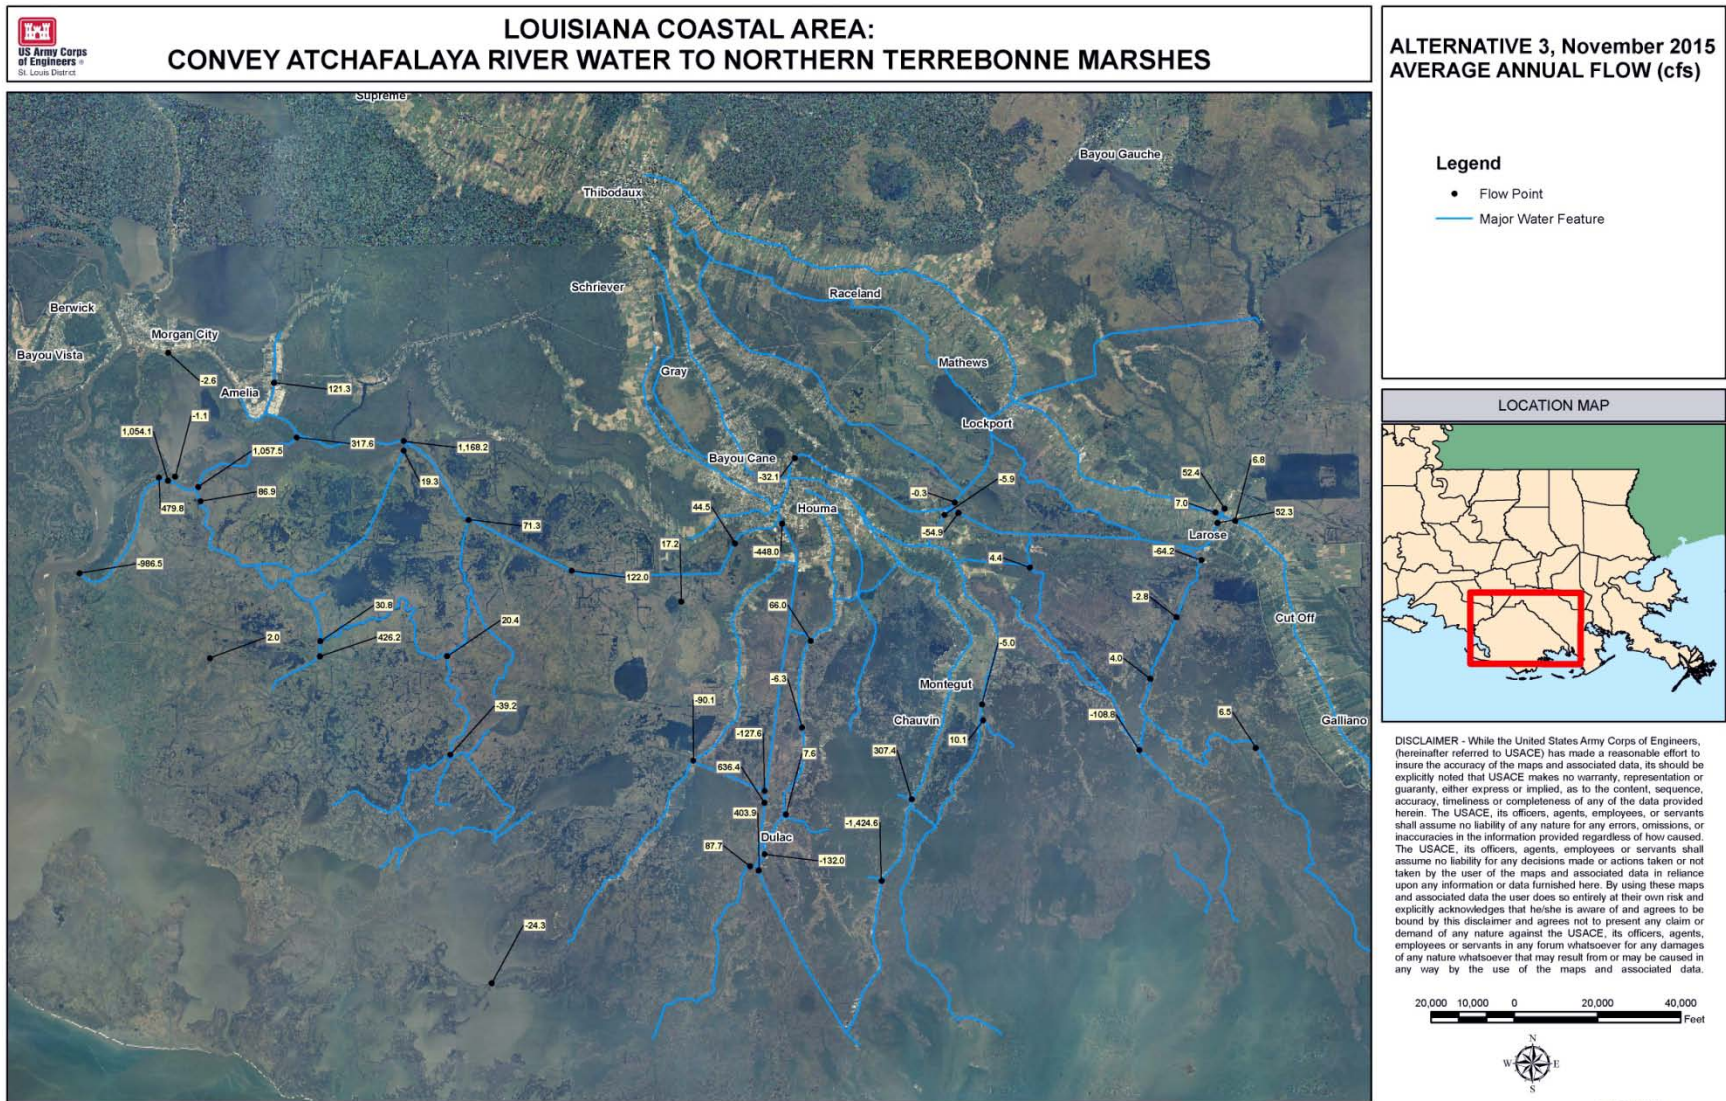 US Army Corps
of Engineers ®
St. Louis District
LOUISIANA COASTAL AREA:
CONVEY ATCHAFALAYA RIVER WATER TO NORTHERN TERREBONNE MARSHES
ALTERNATIVE 3, November 2015
AVERAGE ANNUAL FLOW (cfs)
Legend
Flow Point
Major Water Feature
LOCATION MAP
Supreme
Bayou Gauche
Thibodaux
Schriever
Raceland
Berwick
Morgan City
Bayou Vista
Mathews
Gray
-2.6
121.3
Amelia
-1.1
Lockport
1,054.1
1,057.5
317.6
1,168.2
Bayou Cane
-32.1
-5.9
52.4
6.8
19.3
-0.3
86.9
44.5
Houma
7.0
479.8
52.3
71.3
-54.9
Larose
17.2
-448.0
-64.2
4.4
-986.5
122.0
-2.8
30.8
66.0
Cut Off
20.4
2.0
426.2
-5.0
4.0
-6.3
Montegut
-90.1
-39.2
-108.8
6.5
Chauvin
Galliano
-127.6
10.1
7.6
307.4
636.4
403.9
-1,424.6
Dulac
87.7
-132.0
-24.3
DISCLAIMER - While the United States Army Corps of Engineers,
(hereinafter referred to USACE) has made a reasonable effort to
insure the accuracy of the maps and associated data, its should be
explicitly noted that USACE makes no warranty, representation or
guaranty, either express or implied, as to the content, sequence,
accuracy, timeliness or completeness of any of the data provided
herein. The USACE, its officers, agents, employees, or servants
shall assume no liability of any nature for any errors, omissions, or
inaccuracies in the information provided regardless of how caused.
The USACE, its officers, agents, employees or servants shall
assume no liability for any decisions made or actions taken or not
taken by the user of the maps and associated data in reliance
upon any information or data furnished here. By using these maps
and associated data the user does so entirely at their own risk and
explicitly acknowledges that he/she is aware of and agrees to be
bound by this disclaimer and agrees not to present any claim or
demand of any nature against the USACE, its officers, agents,
employees or servants in any forum whatsoever for any damages
of any nature whatsoever that may result from or may be caused in
any way by the use of the maps and associated data.
20,000 10,000 0 20,000 40,000
Feet
N
W E
S